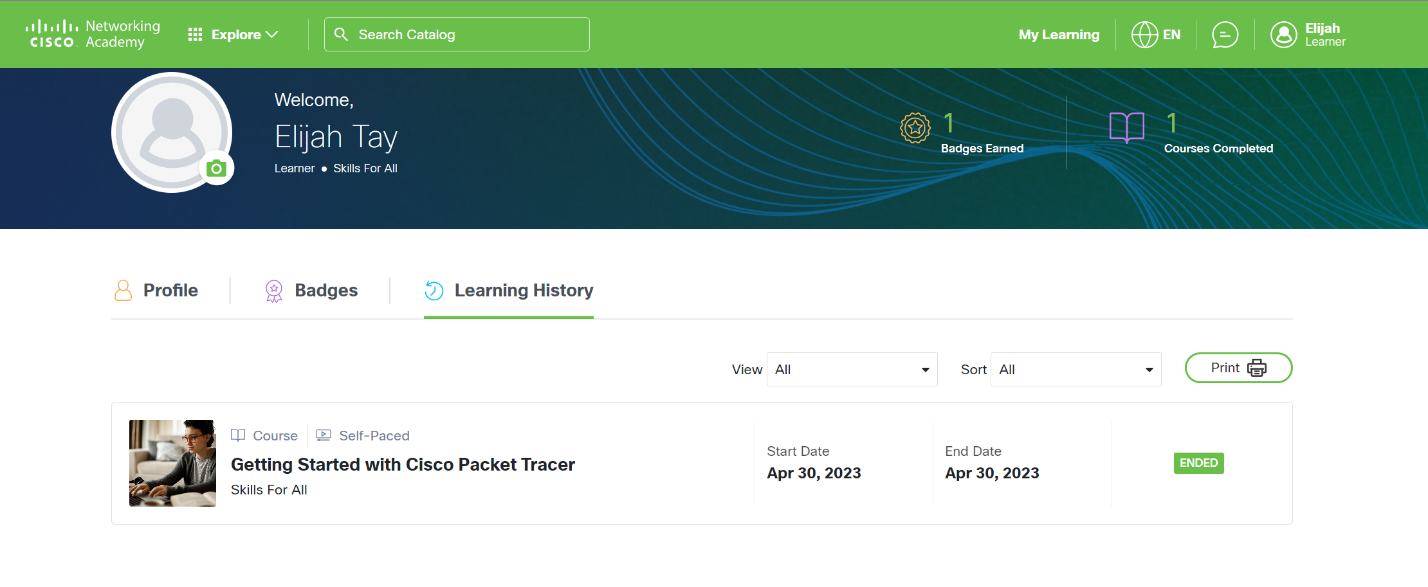 Networking
CISCO Academy
Explore
Search Catalog
My Learning
EN
Elijah
Learner
Welcome,
Elijah Tay
Learner ● Skills For All
1
Badges Earned
1
Courses Completed
Profile
Badges
Learning History
View All
Sort All
Print
Course
Self-Paced
Getting Started with Cisco Packet Tracer
Skills For All
Start Date
Apr 30, 2023
End Date
Apr 30, 2023
ENDED